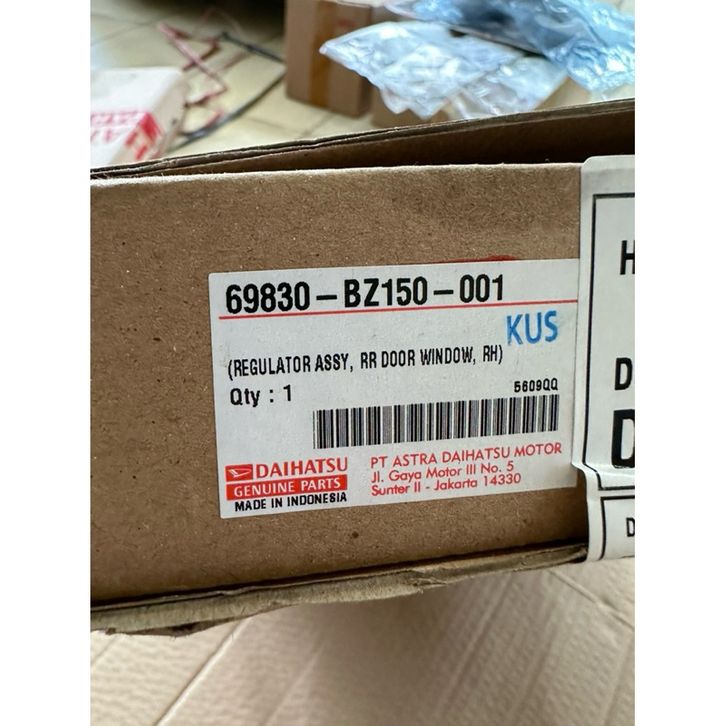 69830-BZ150-001
KUS
(REGULATOR ASSY, RR DOOR WINDOW, RH)
Qty : 1
5609QQ
DAIHATSU
GENUINE PARTS
MADE IN INDONESIA
PT ASTRA DAIHATSU MOTOR
Jl. Gaya Motor III No. 5
Sunter II - Jakarta 14330
H
D
D
D